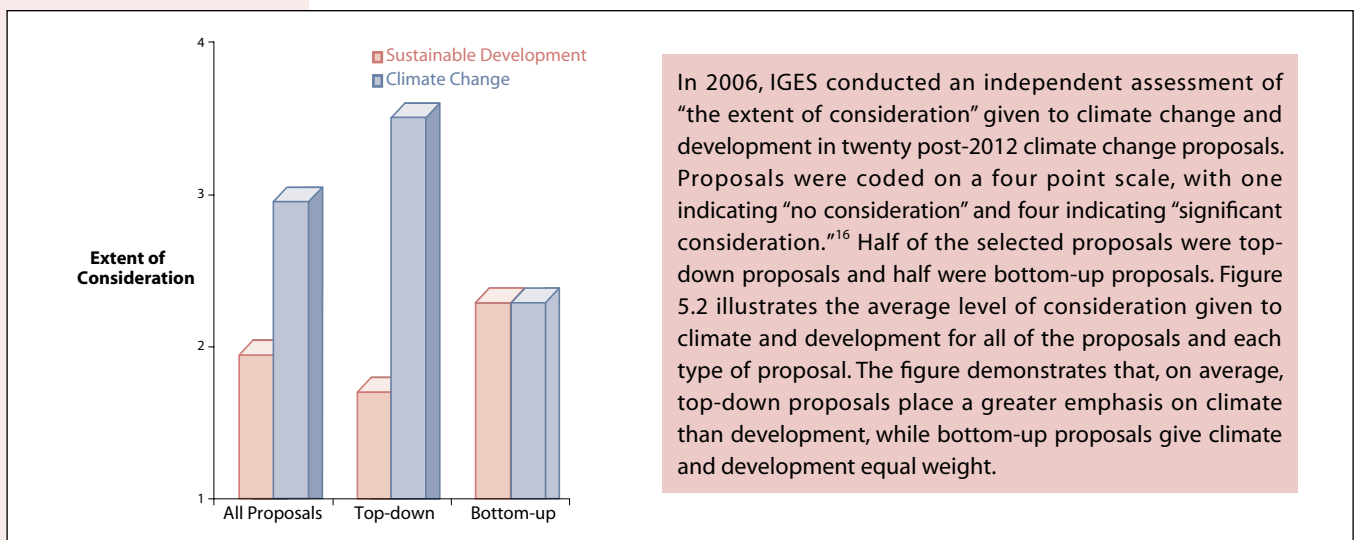 4
Sustainable Development
Climate Change
3
Extent of
Consideration
2
1
All Proposals Top-down Bottom-up
In 2006, IGES conducted an independent assessment of
“the extent of consideration” given to climate change and
development in twenty post-2012 climate change proposals.
Proposals were coded on a four point scale, with one
indicating “no consideration” and four indicating “significant
consideration.”16 Half of the selected proposals were top-
down proposals and half were bottom-up proposals. Figure
5.2 illustrates the average level of consideration given to
climate and development for all of the proposals and each
type of proposal. The figure demonstrates that, on average,
top-down proposals place a greater emphasis on climate
than development, while bottom-up proposals give climate
and development equal weight.